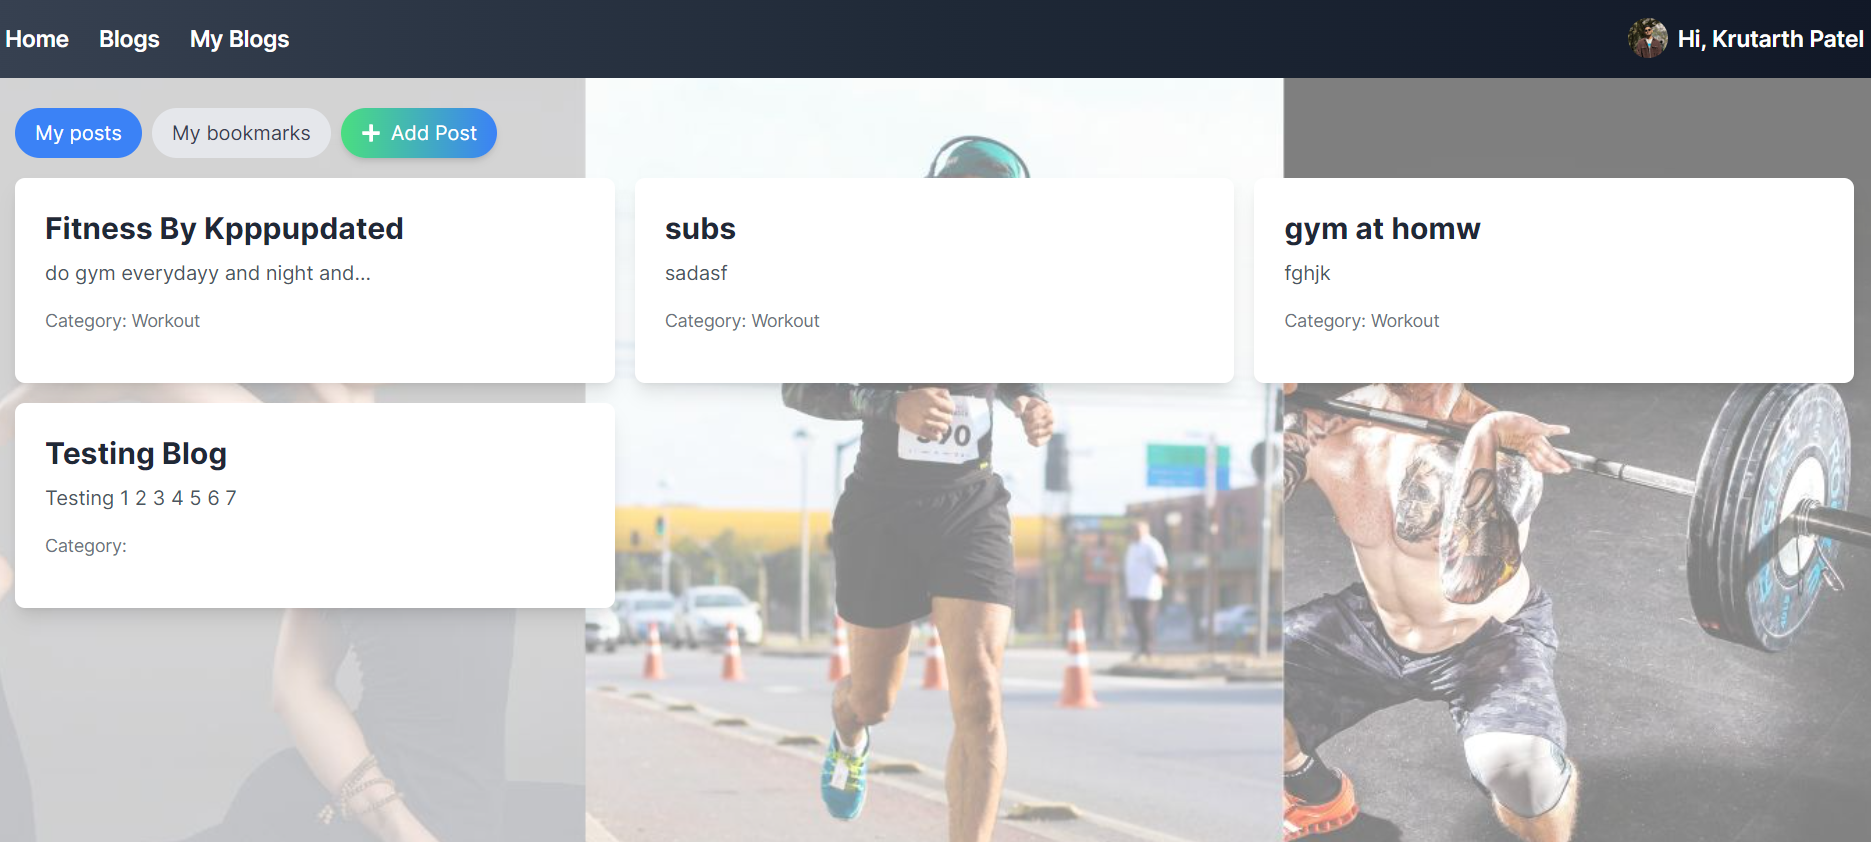 Home Blogs My Blogs Hi, Krutarth Patel
My posts My bookmarks + Add Post
Fitness By Kpppupdated
do gym everydayy and night and...
Category: Workout
subs
sadasf
Category: Workout
gym at homw
fghjk
Category: Workout
Testing Blog
Testing 1 2 3 4 5 6 7
Category: